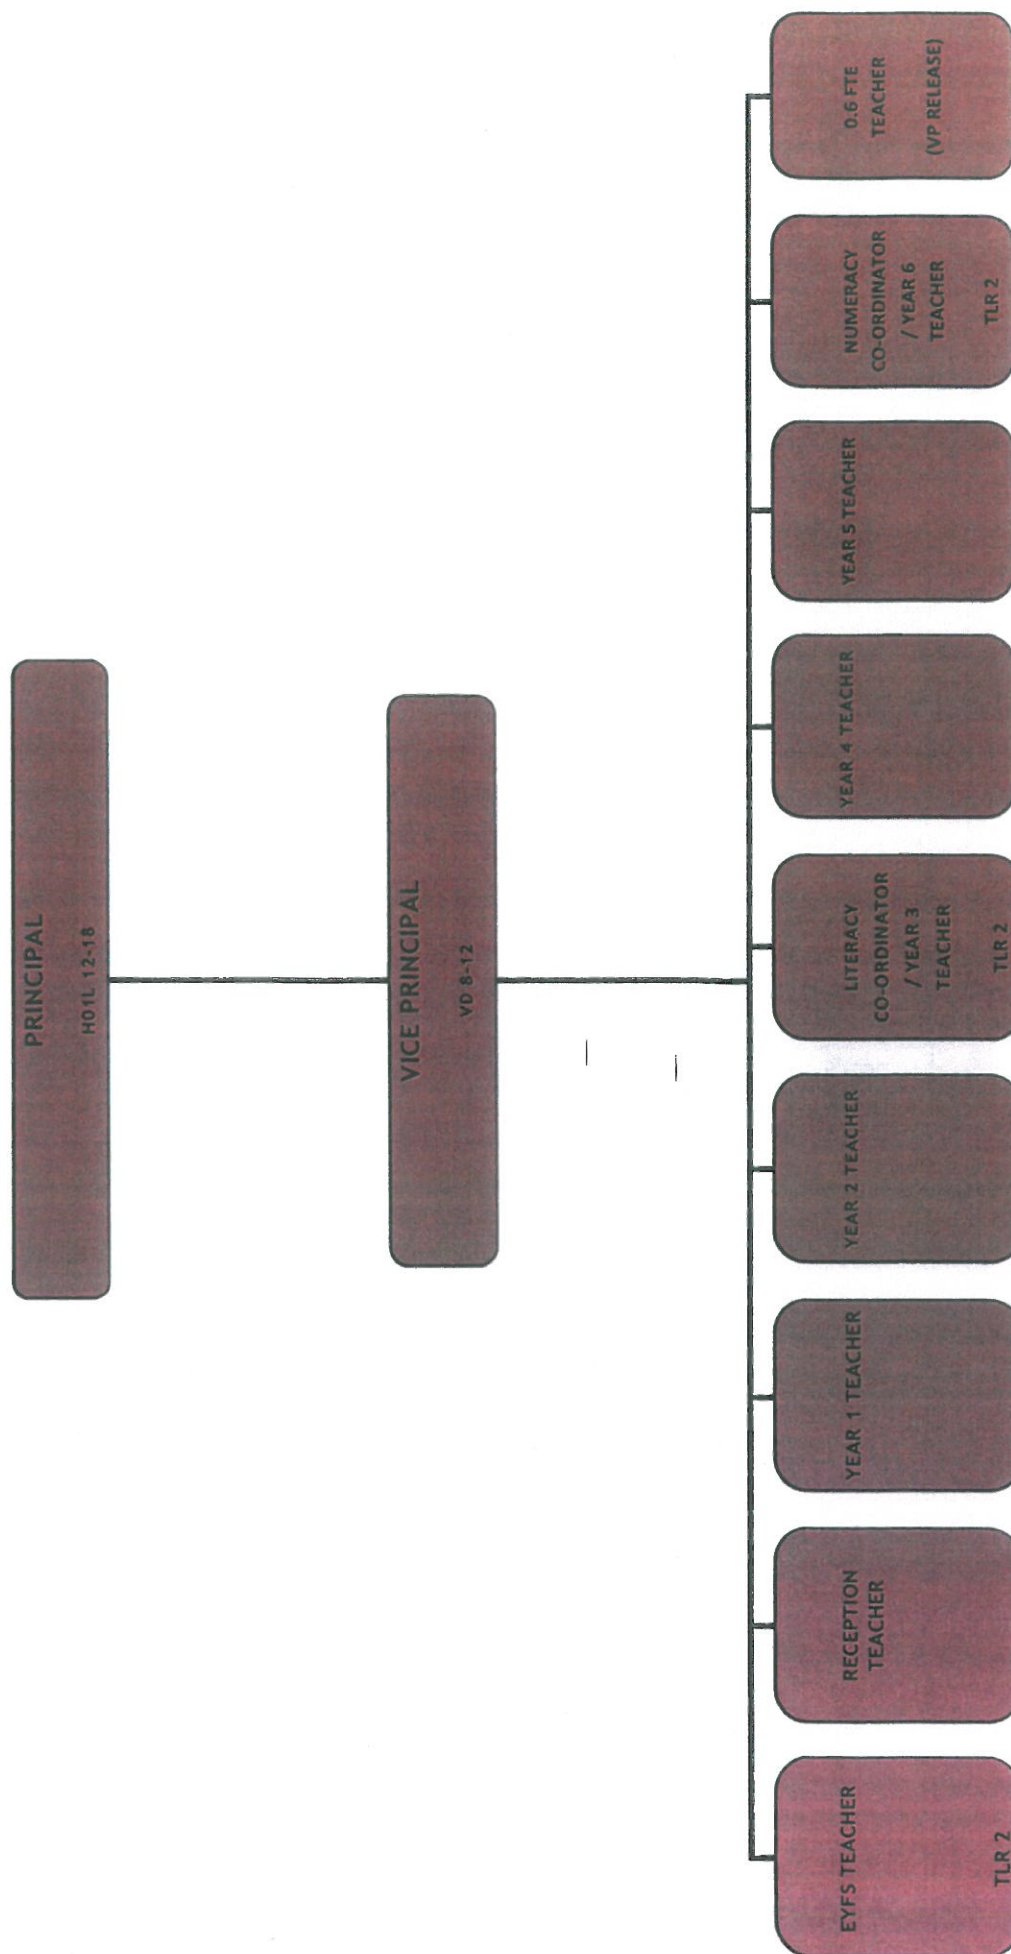 PRINCIPAL
H01L 12-18
VICE PRINCIPAL
VD 8-12
EYFS TEACHER
TLR 2
RECEPTION
TEACHER
YEAR 1 TEACHER
YEAR 2 TEACHER
LITERACY
CO-ORDINATOR
/ YEAR 3
TEACHER
TLR 2
YEAR 4 TEACHER
YEAR 5 TEACHER
NUMERACY
CO-ORDINATOR
/ YEAR 6
TEACHER
TLR 2
0.6 FTE
TEACHER
(VP RELEASE)